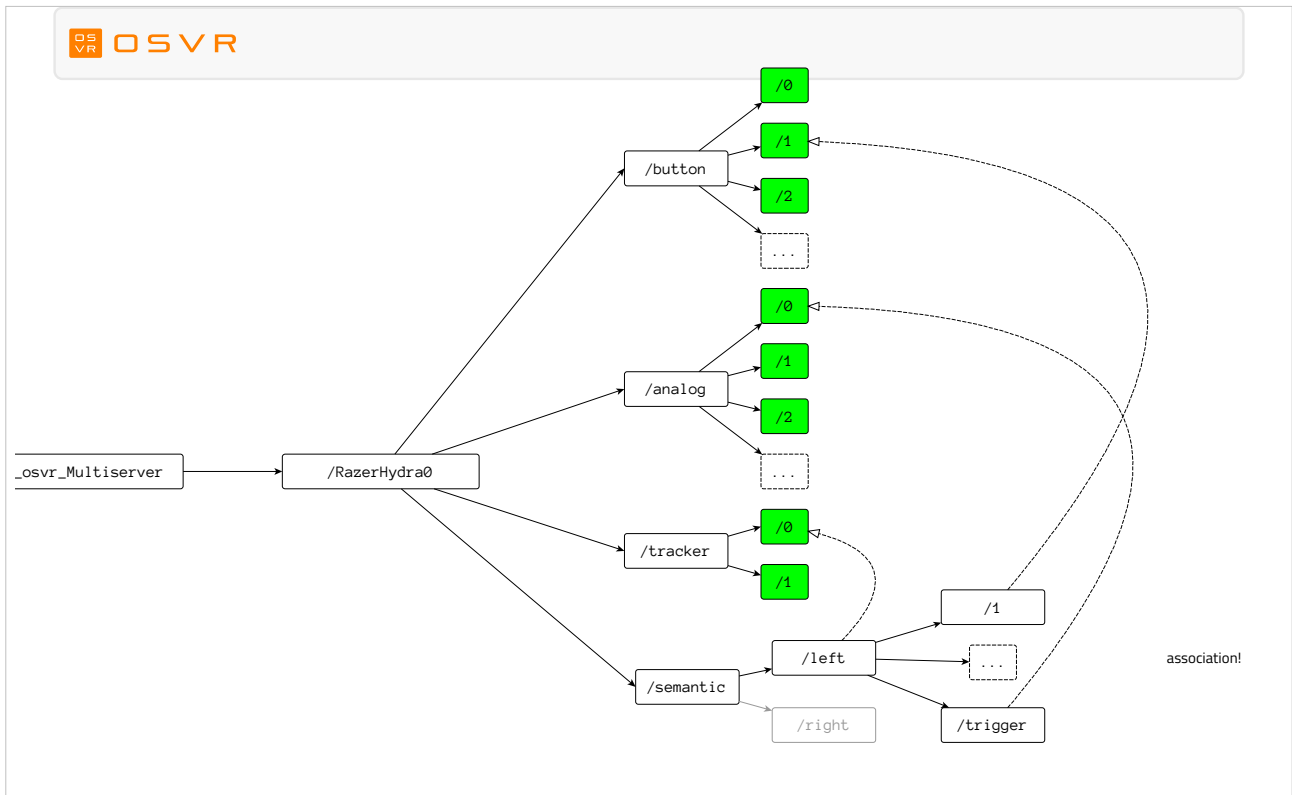 OS
VR
OSVR
/0
/1
/button
/2
...
/0
/1
/analog
/2
...
_osvr_Multiserver
/RazerHydra0
/0
/tracker
/1
/1
/left
...
association!
/semantic
/right
/trigger